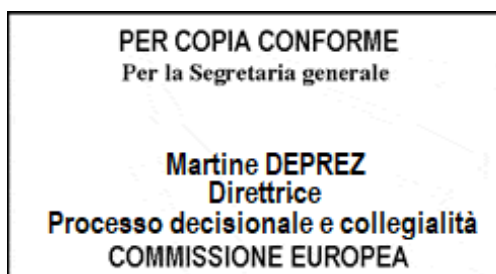 PER COPIA CONFORME
Per la Segretaria generale
Martine DEPREZ
Direttrice
Processo decisionale e collegialità
COMMISSIONE EUROPEA